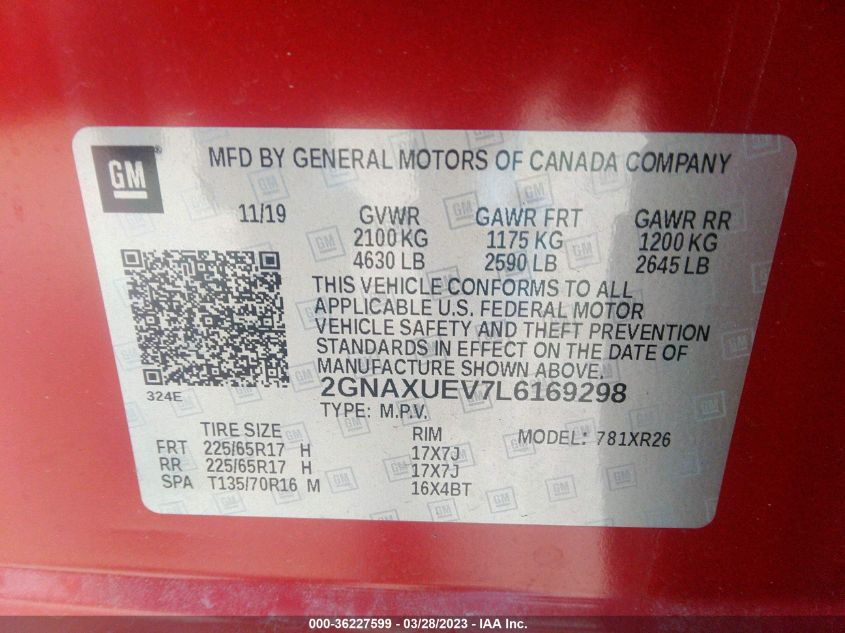 GM
MFD BY GENERAL MOTORS OF CANADA COMPANY
11/19 GVWR GAWR FRT GAWR RR
2100 KG 1175 KG 1200 KG
4630 LB 2590 LB 2645 LB
THIS VEHICLE CONFORMS TO ALL
APPLICABLE U.S. FEDERAL MOTOR
VEHICLE SAFETY AND THEFT PREVENTION
STANDARDS IN EFFECT ON THE DATE OF
MANUFACTURE SHOWN ABOVE.
324E
2GNAXUEV7L6169298
TYPE: M.P.V.
TIRE SIZE RIM MODEL: 781XR26
FRT 225/65R17 H 17X7J
RR 225/65R17 H 17X7J
SPA T135/70R16 M 16X4BT
000-36227599 — 03/28/2023 — IAA Inc.